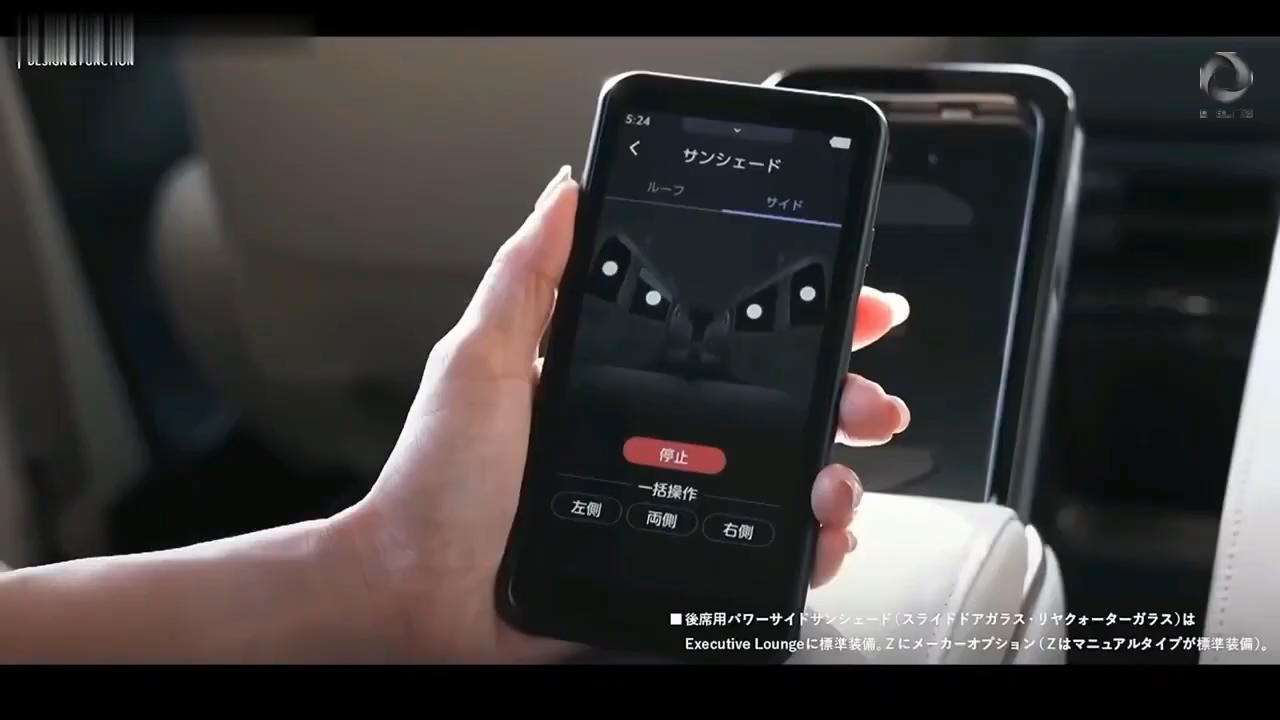 DESIGN&FUNCTION
5:24
サンシェード
ルーフ
サイド
停止
一括操作
左側
両側
右側
■後席用パワーサイドサンシェード（スライドドアガラス・リヤクォーターガラス）は
Executive Loungeに標準装備。Zにメーカーオプション（Zはマニュアルタイプが標準装備）。